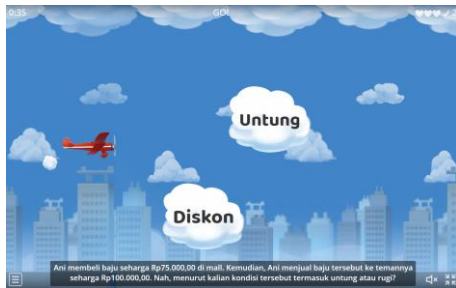 0:35
GO!
Untung
Diskon
Ani membeli baju seharga Rp75.000,00 di mall. Kemudian, Ani menjual baju tersebut ke temannya
seharga Rp100.000,00. Nah, menurut kalian kondisi tersebut termasuk untung atau rugi?